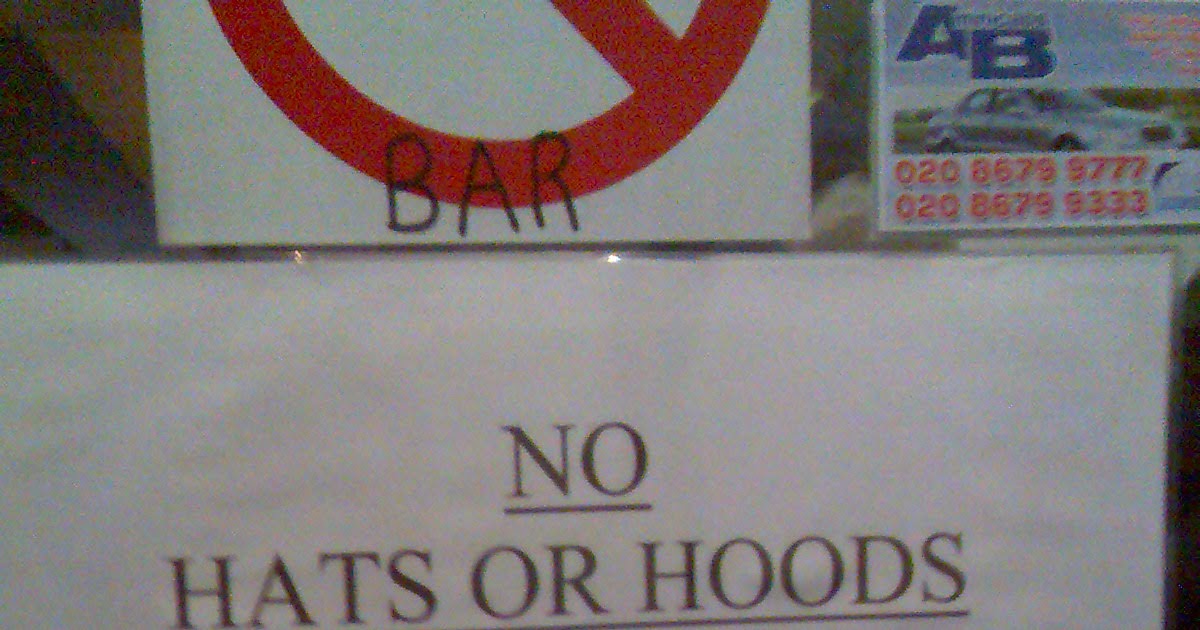 BAR
AB
020 8679 9777
020 8679 9333
NO
HATS OR HOODS